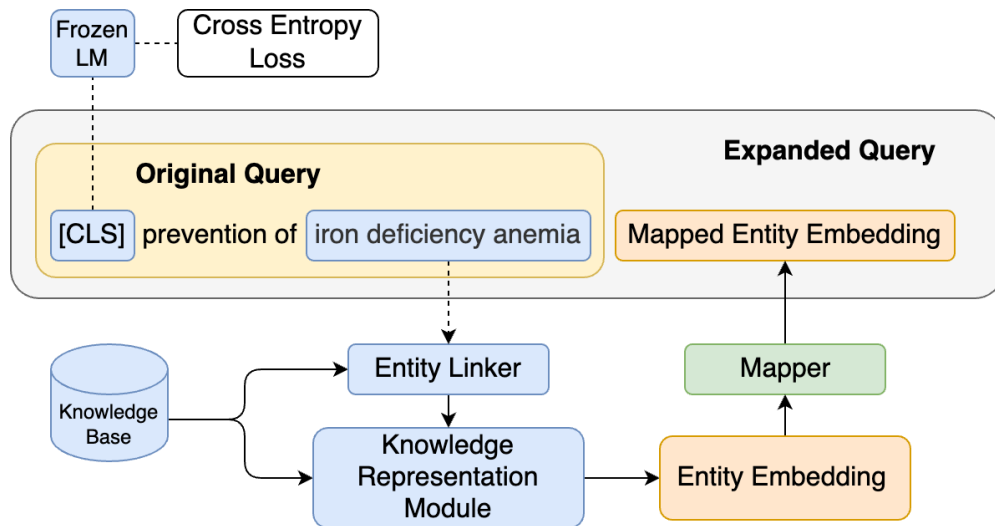 Frozen
LM
Cross Entropy
Loss
Expanded Query
Original Query
[CLS] prevention of iron deficiency anemia
Mapped Entity Embedding
Entity Linker
Mapper
Knowledge
Base
Knowledge
Representation
Module
Entity Embedding